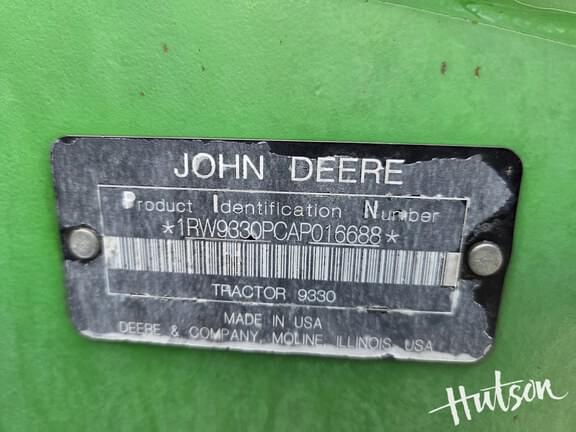 JOHN DEERE
Product Identification Number
*1RW9330PCAP016688*
TRACTOR 9330
MADE IN USA
DEERE & COMPANY, MOLINE, ILLINOIS, USA
Hutson